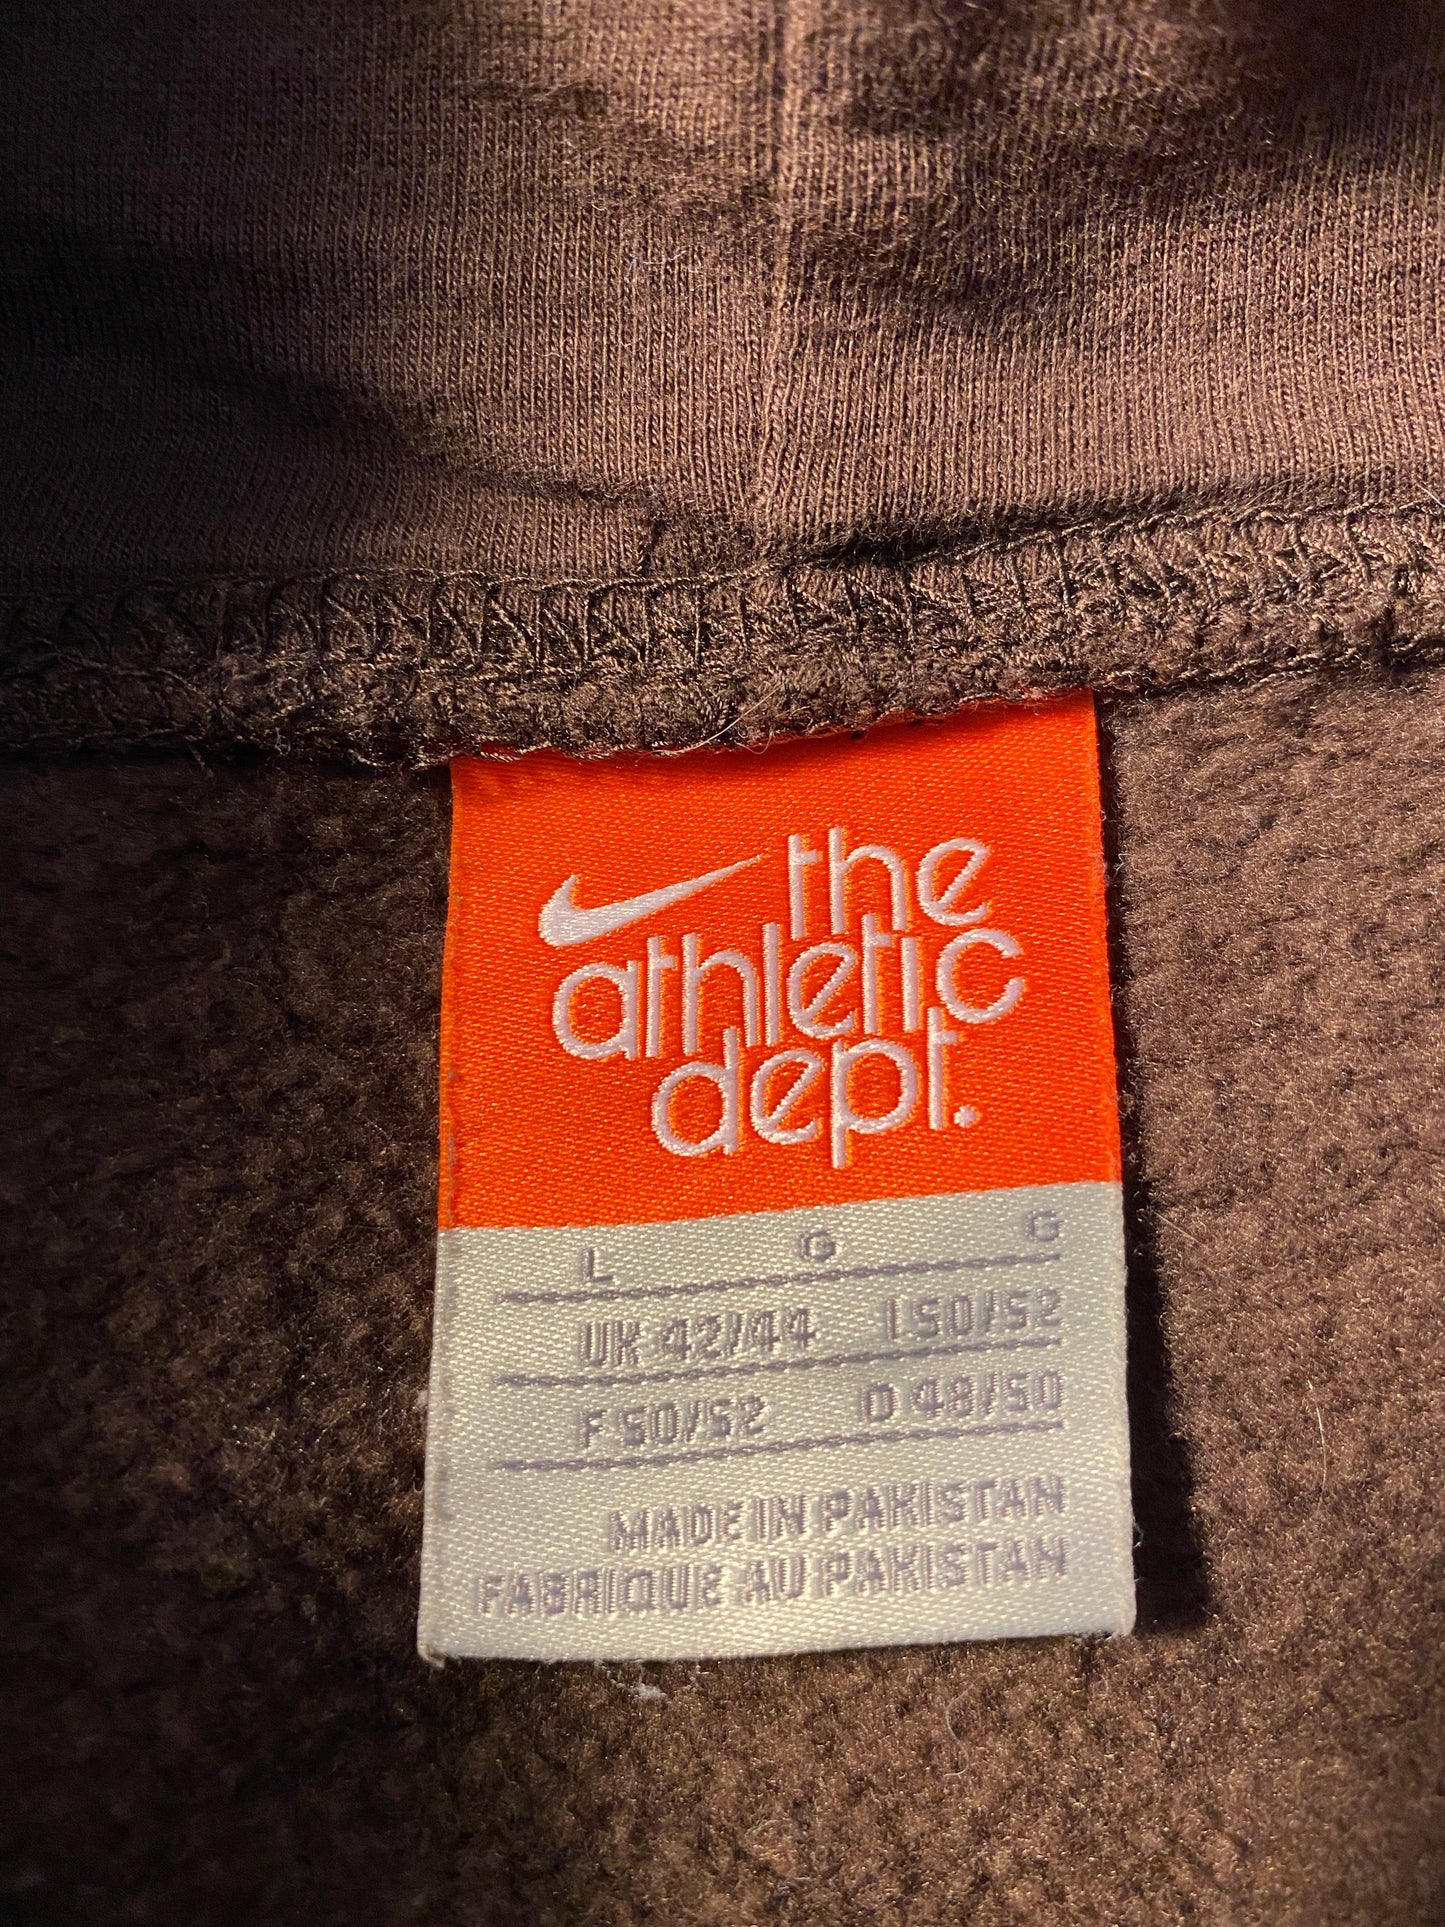 the
athletic
dept.
L G G
UK 42/44 I 50/52
F 50/52 D 48/50
MADE IN PAKISTAN
FABRIQUE AU PAKISTAN